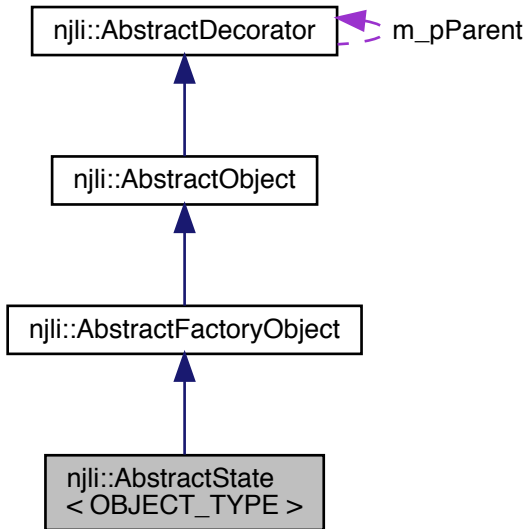 njli::AbstractDecorator
m_pParent
njli::AbstractObject
njli::AbstractFactoryObject
njli::AbstractState
< OBJECT_TYPE >